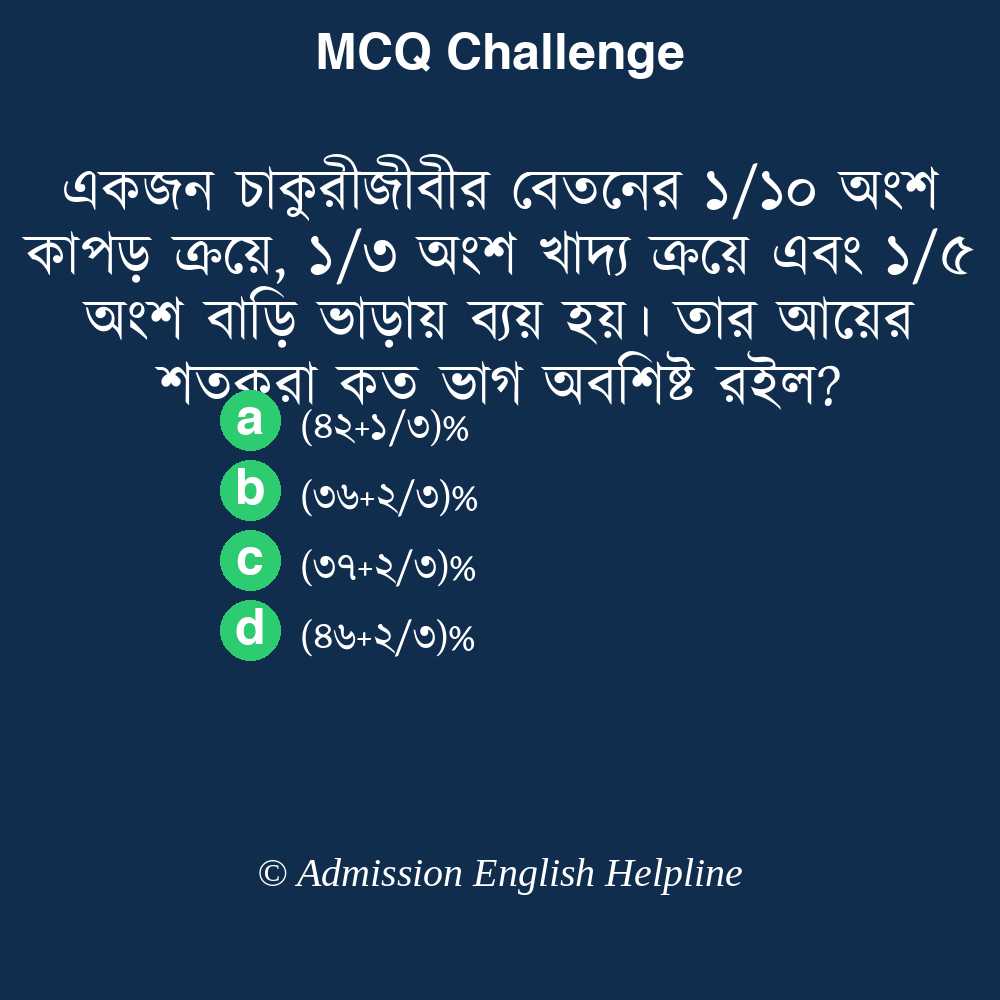 MCQ Challenge
একজন চাকুরীজীবীর বেতনের ১/১০ অংশ
কাপড় ক্রয়ে, ১/৩ অংশ খাদ্য ক্রয়ে এবং ১/৫
অংশ বাড়ি ভাড়ায় ব্যয় হয়। তার আয়ের
শতকরা কত ভাগ অবশিষ্ট রইল?
a (৪২+১/৩)%
b (৩৬+২/৩)%
c (৩৭+২/৩)%
d (৪৬+২/৩)%
© Admission English Helpline